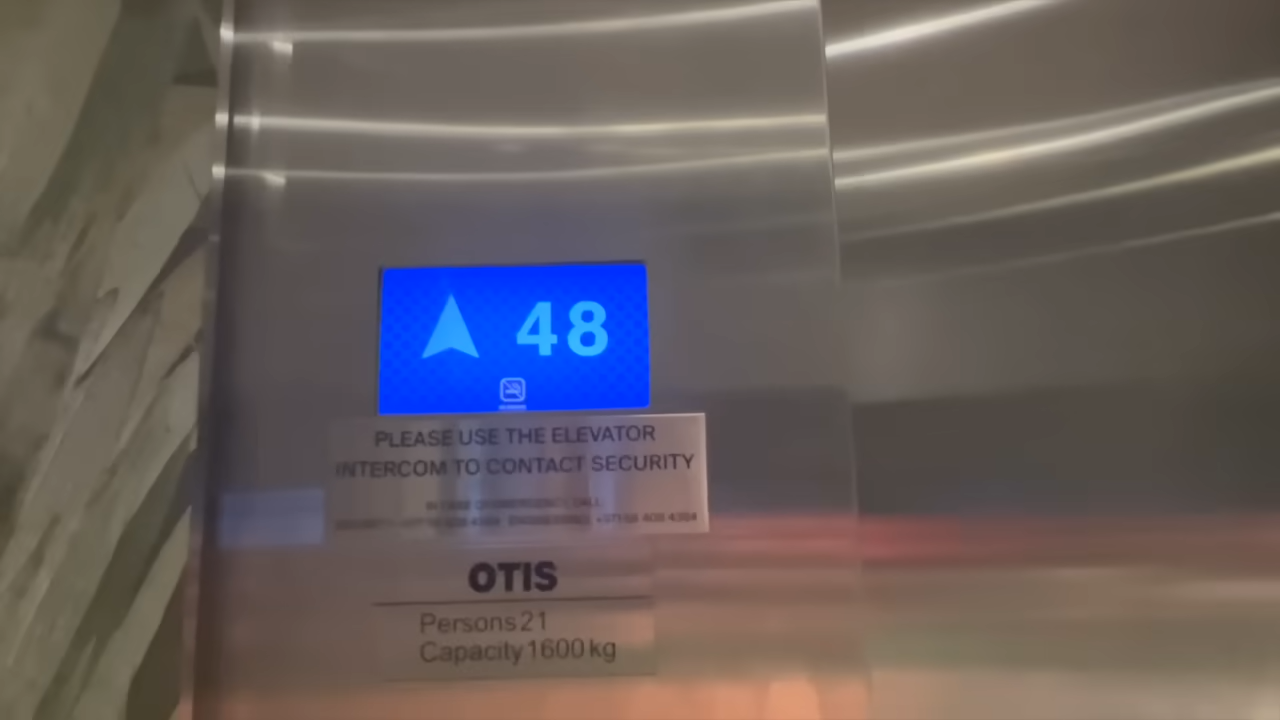 48
PLEASE USE THE ELEVATOR
INTERCOM TO CONTACT SECURITY
OTIS
Persons 21
Capacity 1600 kg